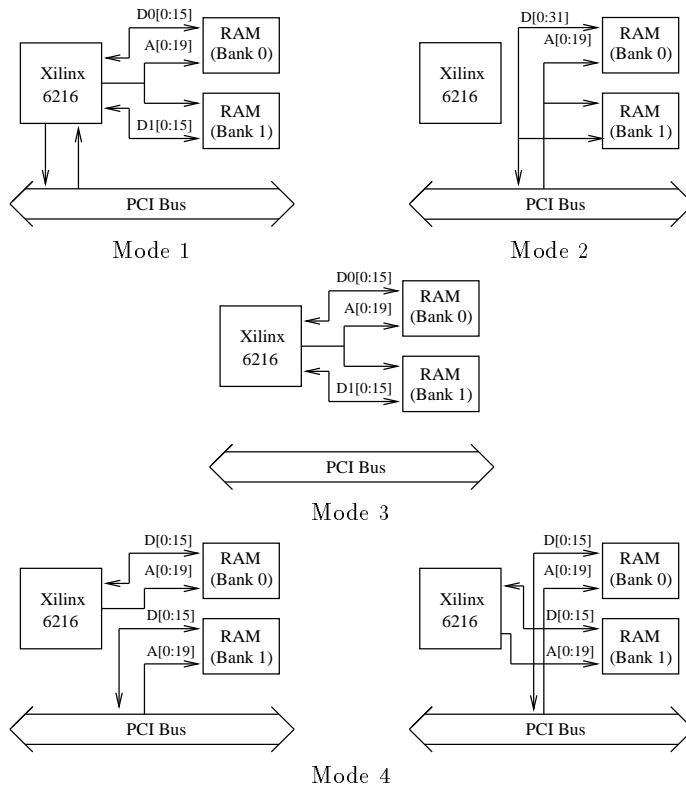 D0[0:15]
A[0:19]
Xilinx
6216
RAM
(Bank 0)
RAM
(Bank 1)
D1[0:15]
PCI Bus
Mode 1
D[0:31]
A[0:19]
Xilinx
6216
RAM
(Bank 0)
RAM
(Bank 1)
PCI Bus
Mode 2
D0[0:15]
A[0:19]
Xilinx
6216
RAM
(Bank 0)
RAM
(Bank 1)
D1[0:15]
PCI Bus
Mode 3
D[0:15]
A[0:19]
Xilinx
6216
RAM
(Bank 0)
D[0:15]
RAM
(Bank 1)
A[0:19]
PCI Bus
D[0:15]
A[0:19]
Xilinx
6216
RAM
(Bank 0)
D[0:15]
RAM
(Bank 1)
A[0:19]
PCI Bus
Mode 4